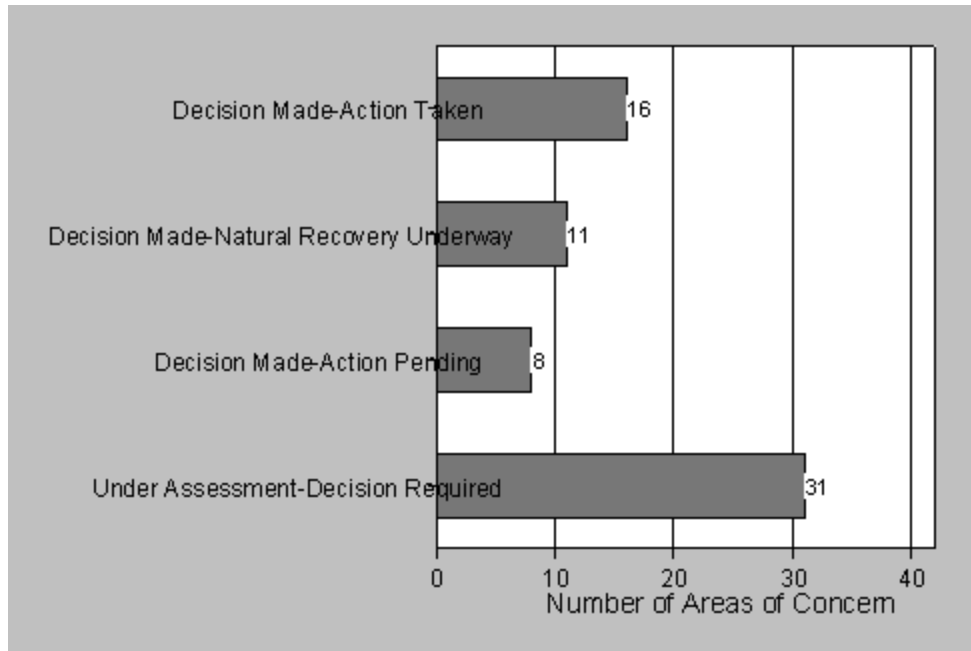 Decision Made-Action Taken
16
Decision Made-Natural Recovery Underway
11
Decision Made-Action Pending
8
Under Assessment-Decision Required
31
0 10 20 30 40
Number of Areas of Concern